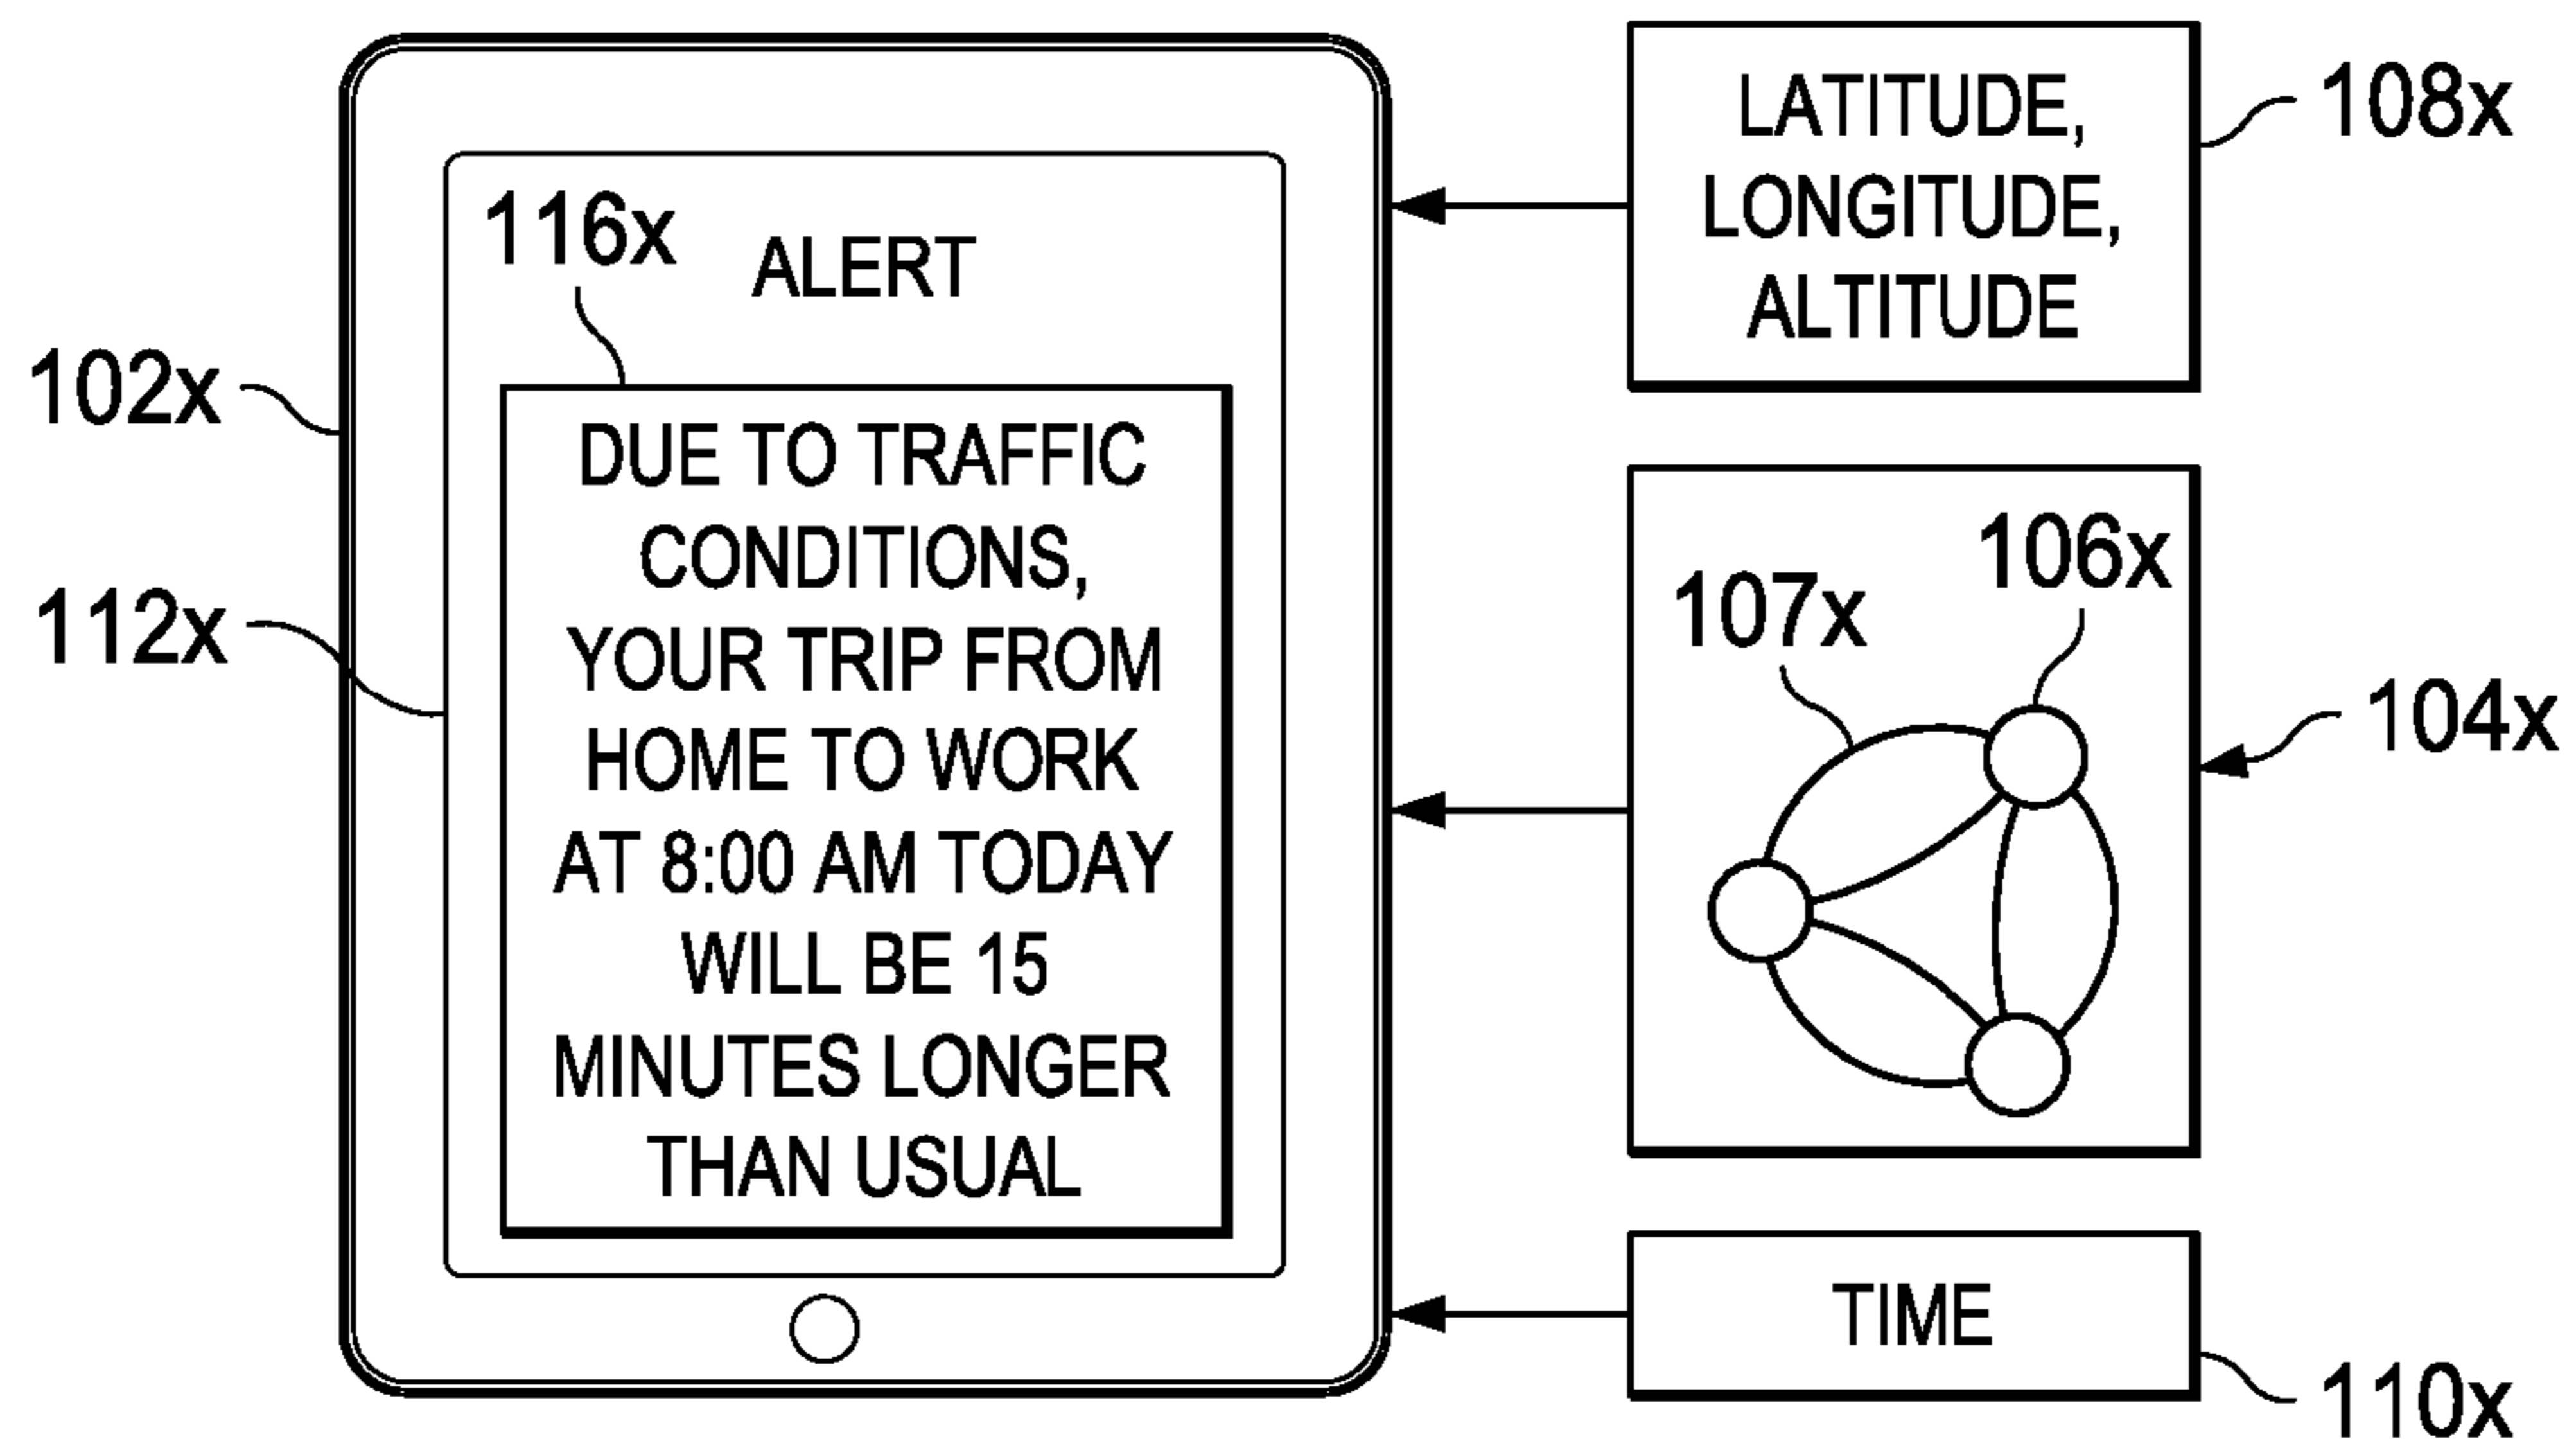 116x
ALERT
102x
112x
DUE TO TRAFFIC
CONDITIONS,
YOUR TRIP FROM
HOME TO WORK
AT 8:00 AM TODAY
WILL BE 15
MINUTES LONGER
THAN USUAL
LATITUDE,
LONGITUDE,
ALTITUDE
108x
106x
107x
104x
TIME
110x